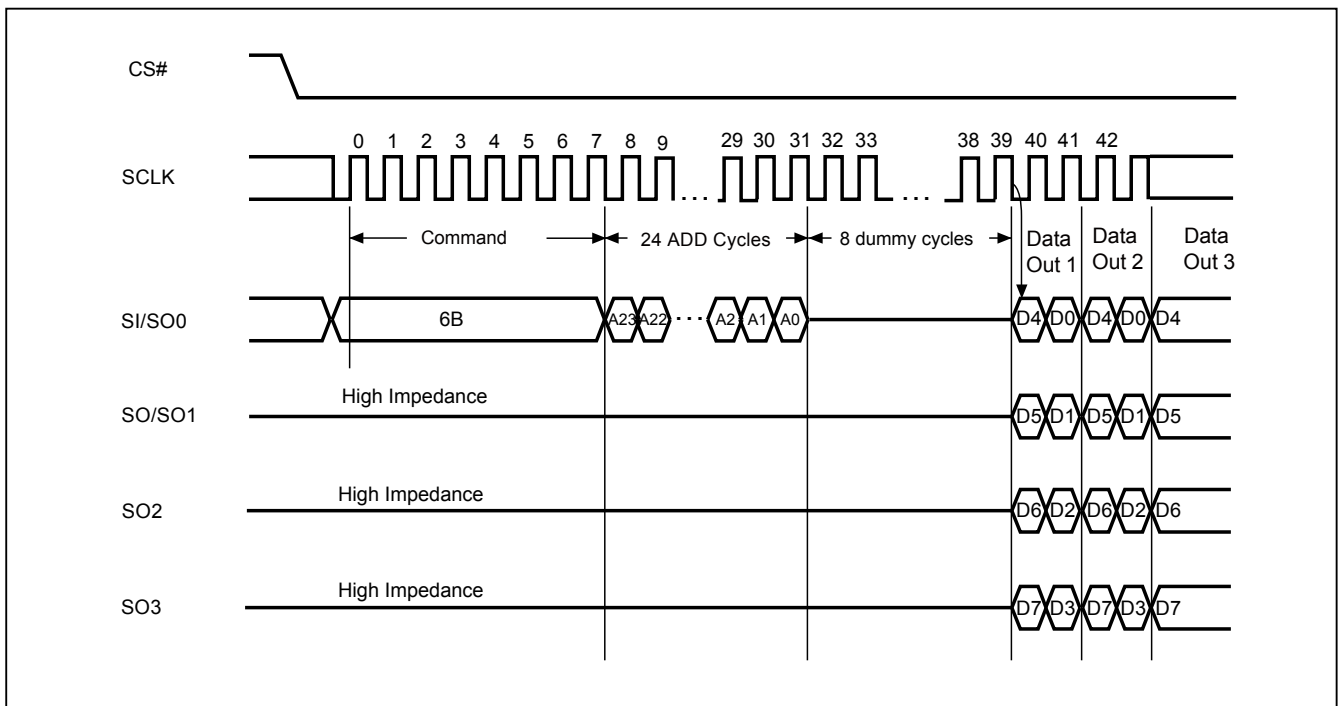 CS#
0 1 2 3 4 5 6 7 8 9 29 30 31 32 33 38 39 40 41 42
SCLK
Command 24 ADD Cycles 8 dummy cycles Data Out 1 Data Out 2 Data Out 3
SI/SO0 6B A23 A22 A2 A1 A0 D4 D0 D4 D0 D4
High Impedance
SO/SO1 D5 D1 D5 D1 D5
High Impedance
SO2 D6 D2 D6 D2 D6
High Impedance
SO3 D7 D3 D7 D3 D7